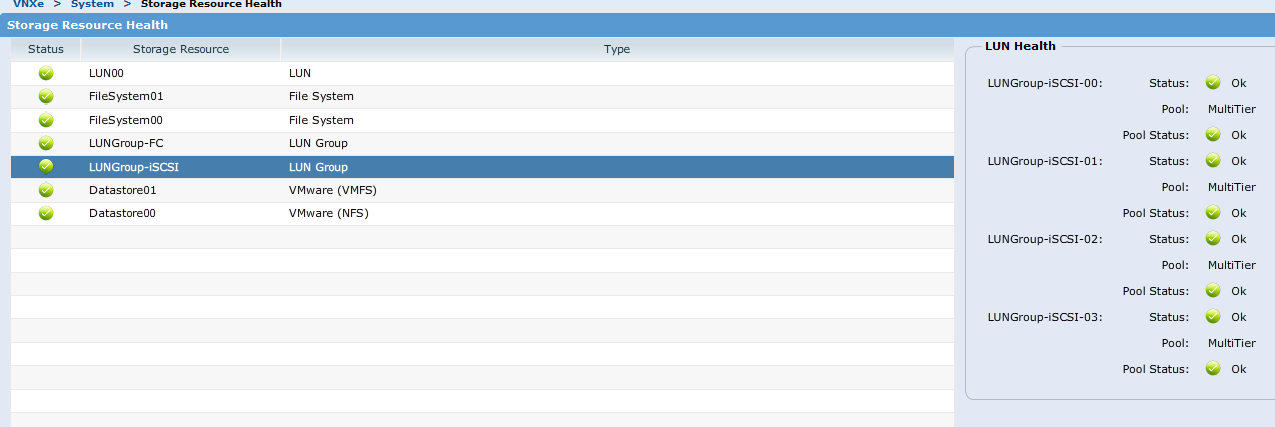 VNXe > System > Storage Resource Health
Storage Resource Health
Status Storage Resource Type
LUN00 LUN
FileSystem01 File System
FileSystem00 File System
LUNGroup-FC LUN Group
LUNGroup-iSCSI LUN Group
Datastore01 VMware (VMFS)
Datastore00 VMware (NFS)
LUN Health
LUNGroup-iSCSI-00: Status: Ok
Pool: MultiTier
Pool Status: Ok
LUNGroup-iSCSI-01: Status: Ok
Pool: MultiTier
Pool Status: Ok
LUNGroup-iSCSI-02: Status: Ok
Pool: MultiTier
Pool Status: Ok
LUNGroup-iSCSI-03: Status: Ok
Pool: MultiTier
Pool Status: Ok